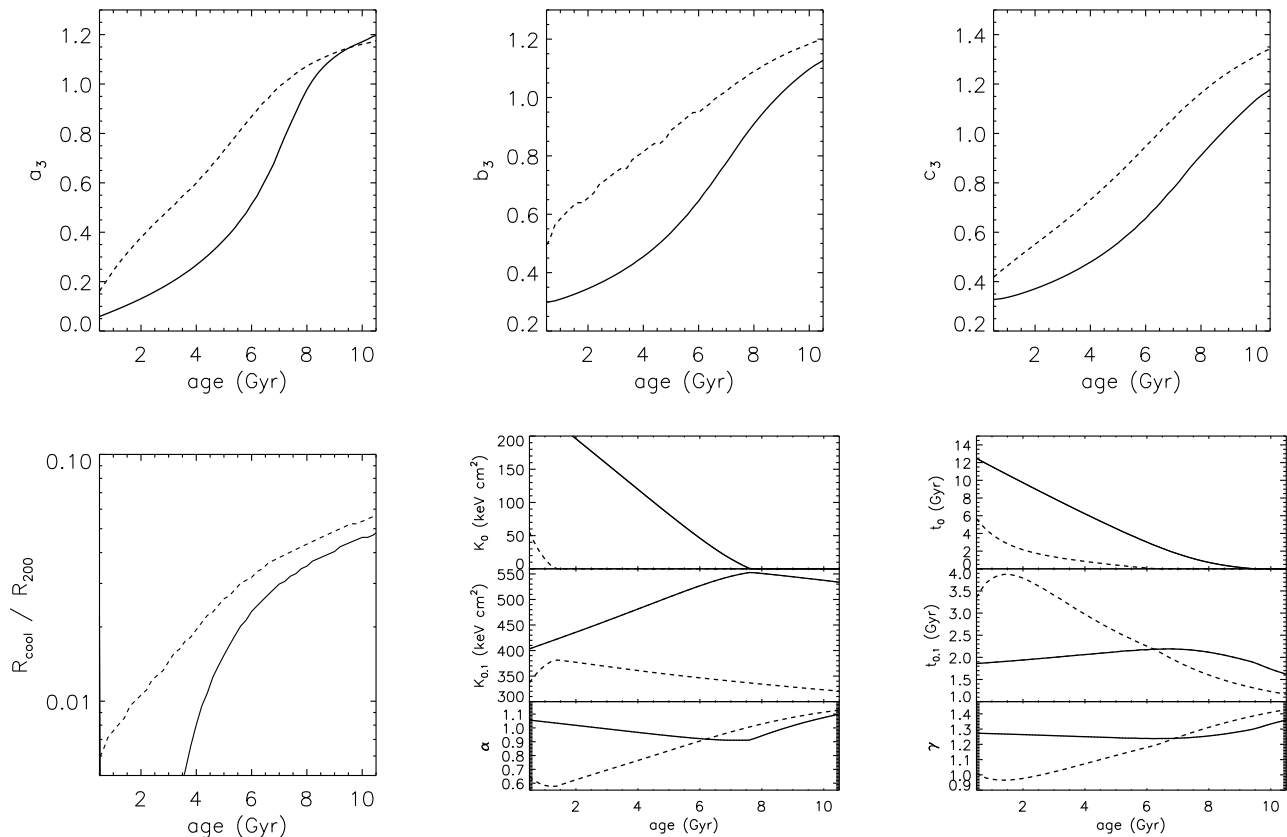 1.2
1.0
0.8
0.6
0.4
0.2
0.0
a₃
2 4 6 8 10
age (Gyr)
1.2
1.0
0.8
0.6
0.4
0.2
b₃
2 4 6 8 10
age (Gyr)
1.4
1.2
1.0
0.8
0.6
0.4
0.2
c₃
2 4 6 8 10
age (Gyr)
0.10
0.01
R_cool / R_200
2 4 6 8 10
age (Gyr)
200
150
100
50
0
K₀ (keV cm²)
550
500
450
400
350
300
K₀.₁ (keV cm²)
1.1
1.0
0.9
0.8
0.7
0.6
α
2 4 6 8 10
age (Gyr)
14
12
10
8
6
4
2
0
t₀ (Gyr)
4.0
3.5
3.0
2.5
2.0
1.5
1.0
t₀.₁ (Gyr)
1.4
1.3
1.2
1.1
1.0
0.9
γ
2 4 6 8 10
age (Gyr)